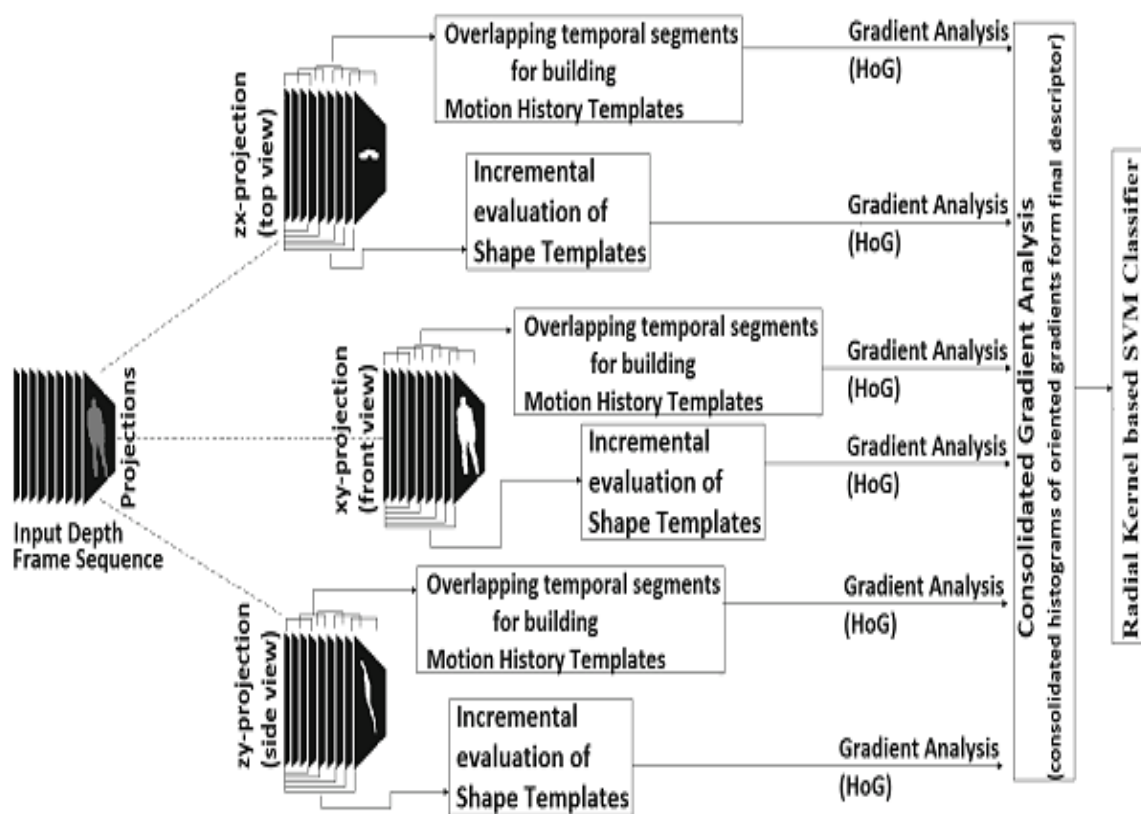 Input Depth
Frame Sequence
Projections
zx-projection
(top view)
Overlapping temporal segments
for building
Motion History Templates
Gradient Analysis
(HoG)
Incremental
evaluation of
Shape Templates
Gradient Analysis
(HoG)
xy-projection
(front view)
Overlapping temporal segments
for building
Motion History Templates
Gradient Analysis
(HoG)
Incremental
evaluation of
Shape Templates
Gradient Analysis
(HoG)
zy-projection
(side view)
Overlapping temporal segments
for building
Motion History Templates
Gradient Analysis
(HoG)
Incremental
evaluation of
Shape Templates
Gradient Analysis
(HoG)
Consolidated Gradient Analysis
(consolidated histograms of oriented gradients form final descriptor)
Radial Kernel based SVM Classifier